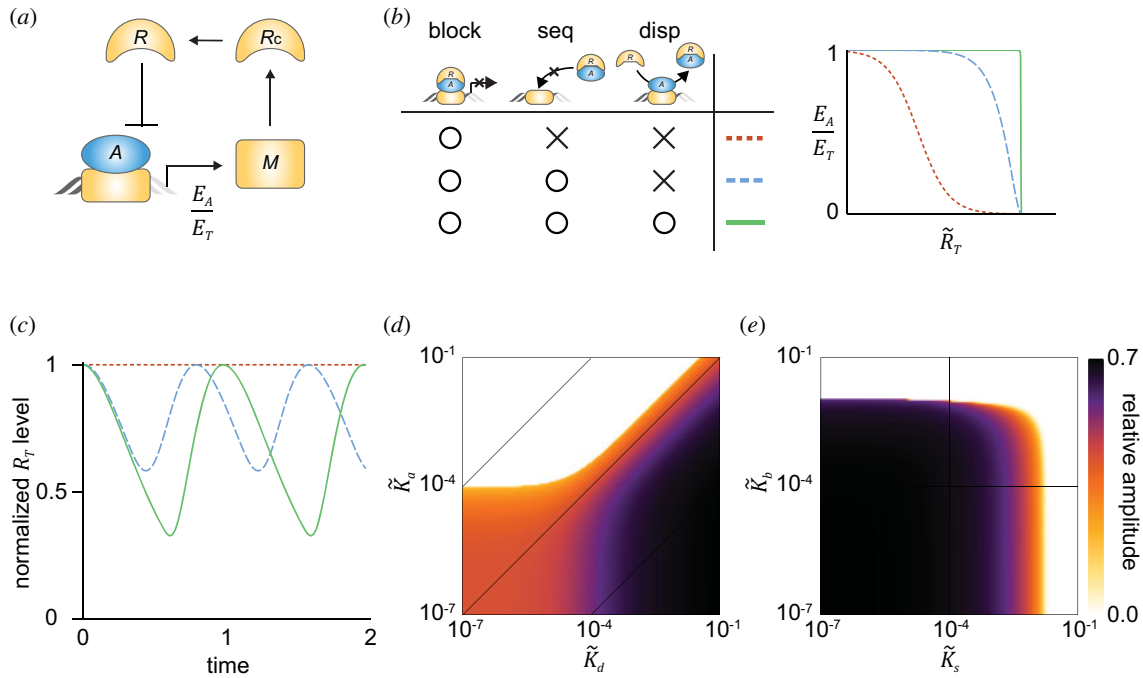 (a)
R
Rc
A
M
E_A
E_T
(b)
block
seq
disp
R
A
R
A
R
A
R
A
1
E_A
E_T
0
R̃_T
(c)
normalized R_T level
1
0.5
0
0
1
2
time
(d)
K̃_a
10^-1
10^-4
10^-7
10^-7
10^-4
10^-1
K̃_d
(e)
K̃_b
10^-1
10^-4
10^-7
10^-7
10^-4
10^-1
K̃_s
0.7
relative amplitude
0.0